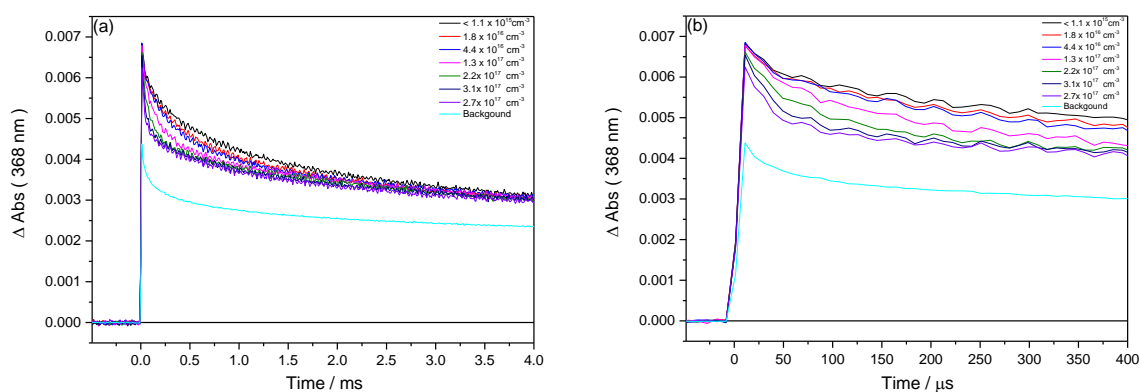 (a)
< 1.1 x 10¹⁵cm⁻³
1.8 x 10¹⁶ cm⁻³
4.4 x 10¹⁶ cm⁻³
1.3 x 10¹⁷ cm⁻³
2.2x 10¹⁷ cm⁻³
3.1x 10¹⁷ cm⁻³
2.7x 10¹⁷ cm⁻³
Backgound
0.007
0.006
0.005
0.004
0.003
0.002
0.001
0.000
Δ Abs ( 368 nm)
0.0 0.5 1.0 1.5 2.0 2.5 3.0 3.5 4.0
Time / ms
(b)
< 1.1 x 10¹⁵cm⁻³
1.8 x 10¹⁶ cm⁻³
4.4 x 10¹⁶ cm⁻³
1.3 x 10¹⁷ cm⁻³
2.2x 10¹⁷ cm⁻³
3.1x 10¹⁷ cm⁻³
2.7x 10¹⁷ cm⁻³
Backgound
0.007
0.006
0.005
0.004
0.003
0.002
0.001
0.000
Δ Abs ( 368 nm)
0 50 100 150 200 250 300 350 400
Time / μs